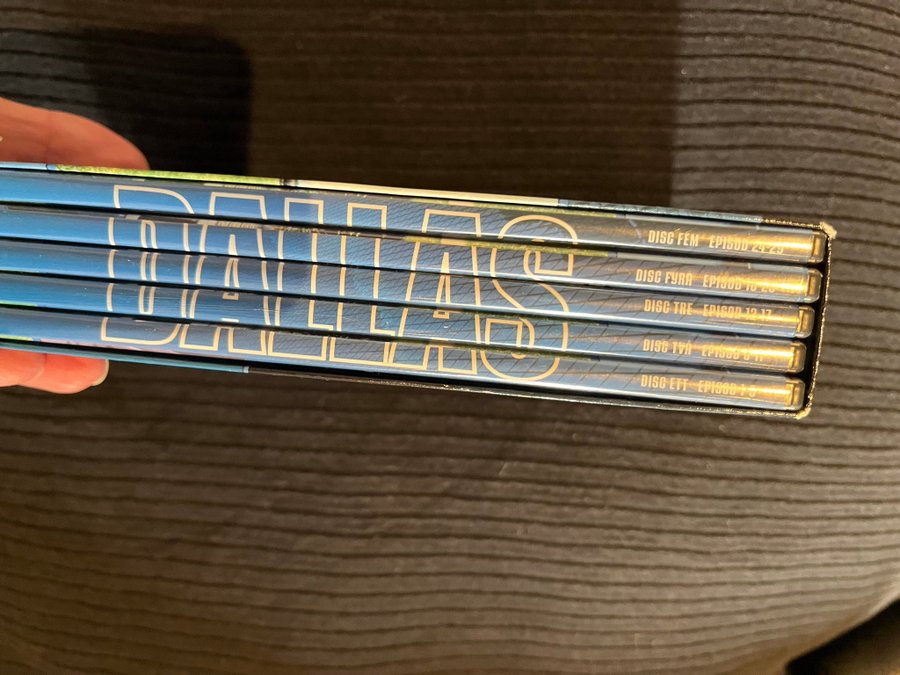 DALLAS
DISC FEM EPISOD 24-29
DISC FYRA EPISOD 18-23
DISC TRE EPISOD 12-17
DISC TVÅ EPISOD 6-11
DISC ETT EPISOD 1-5